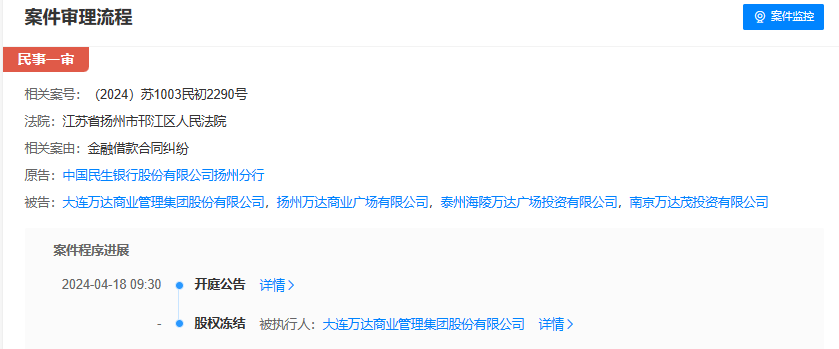 案件审理流程
案件监控
民事一审
相关案号：（2024）苏1003民初2290号
法院：江苏省扬州市邗江区人民法院
相关案由：金融借款合同纠纷
原告：中国民生银行股份有限公司扬州分行
被告：大连万达商业管理集团股份有限公司，扬州万达商业广场有限公司，泰州海陵万达广场投资有限公司，南京万达茂投资有限公司
案件程序进展
2024-04-18 09:30 开庭公告 详情>
- 股权冻结 被执行人：大连万达商业管理集团股份有限公司 详情>